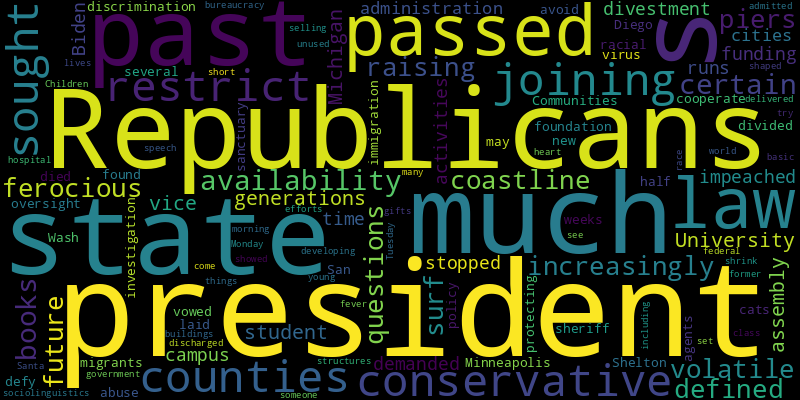 discrimination bureaucracy administration avoid divestment admitted
sought Biden past selling unused Michigan passed Diego piers
racial s cities
virus funding
several restrict short raising joining runs certain
Children lives
Republicans
sanctuary immigration activities Communities cooperate delivered
speech foundation may new divided shaped try
hospital died found many heart race world basic
ferocious availability coastline half impeached
oversight vice generations efforts gifts time weeks see much law
state
Wash investigation morning Monday showed developing San questions Tuesday University
come things young stopped increasingly federal shrink former
president
books future vowed laid student fever surf policy protecting sheriff including agents cats class set assembly
buildings discharged
migrants campus structures demanded Minneapolis Shelton volatile
Santa government
defy abuse counties conservative defined
sociolinguistics someone